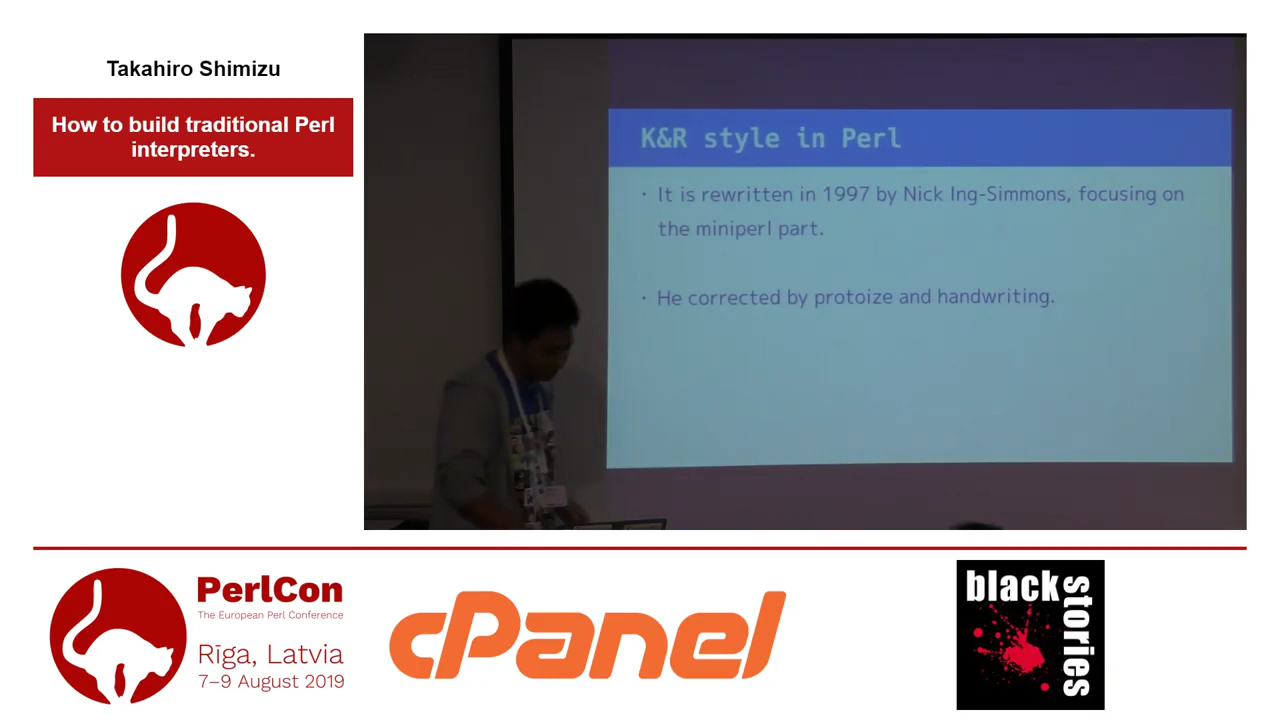 Takahiro Shimizu
How to build traditional Perl
interpreters.
K&R style in Perl
· It is rewritten in 1997 by Nick Ing-Simmons, focusing on
the miniperl part.
· He corrected by protoize and handwriting.
PerlCon
The European Perl Conference
Rīga, Latvia
7–9 August 2019
cPanel
black
stories